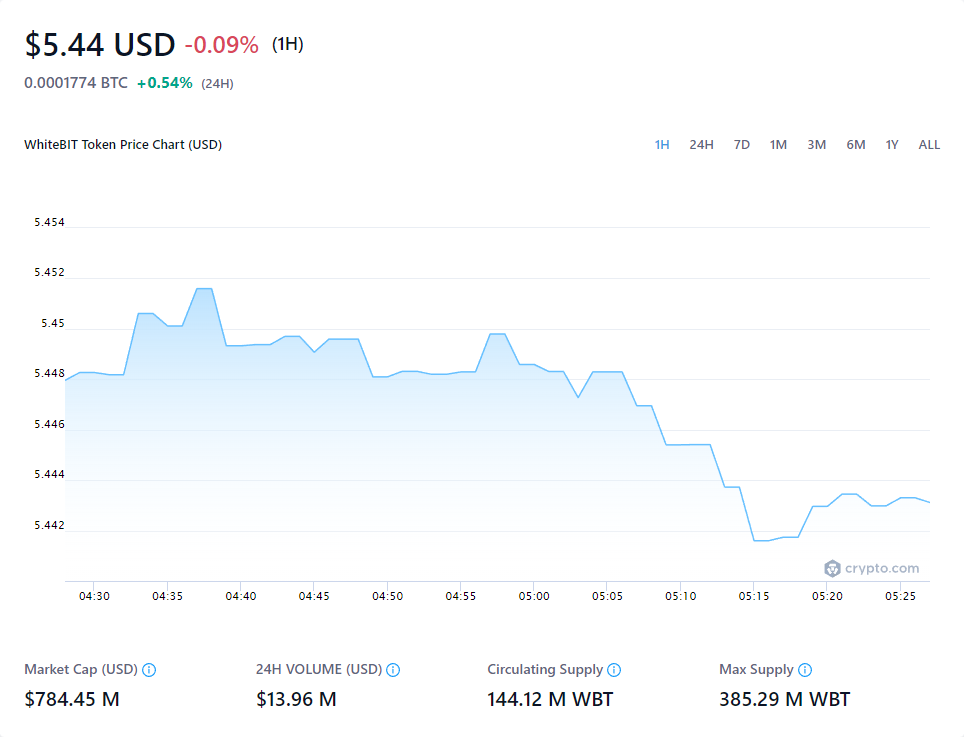 $5.44 USD -0.09% (1H)
0.0001774 BTC +0.54% (24H)
WhiteBIT Token Price Chart (USD) 1H 24H 7D 1M 3M 6M 1Y ALL
5.454
5.452
5.45
5.448
5.446
5.444
5.442
crypto.com
04:30 04:35 04:40 04:45 04:50 04:55 05:00 05:05 05:10 05:15 05:20 05:25
Market Cap (USD) 24H VOLUME (USD) Circulating Supply Max Supply
$784.45 M $13.96 M 144.12 M WBT 385.29 M WBT